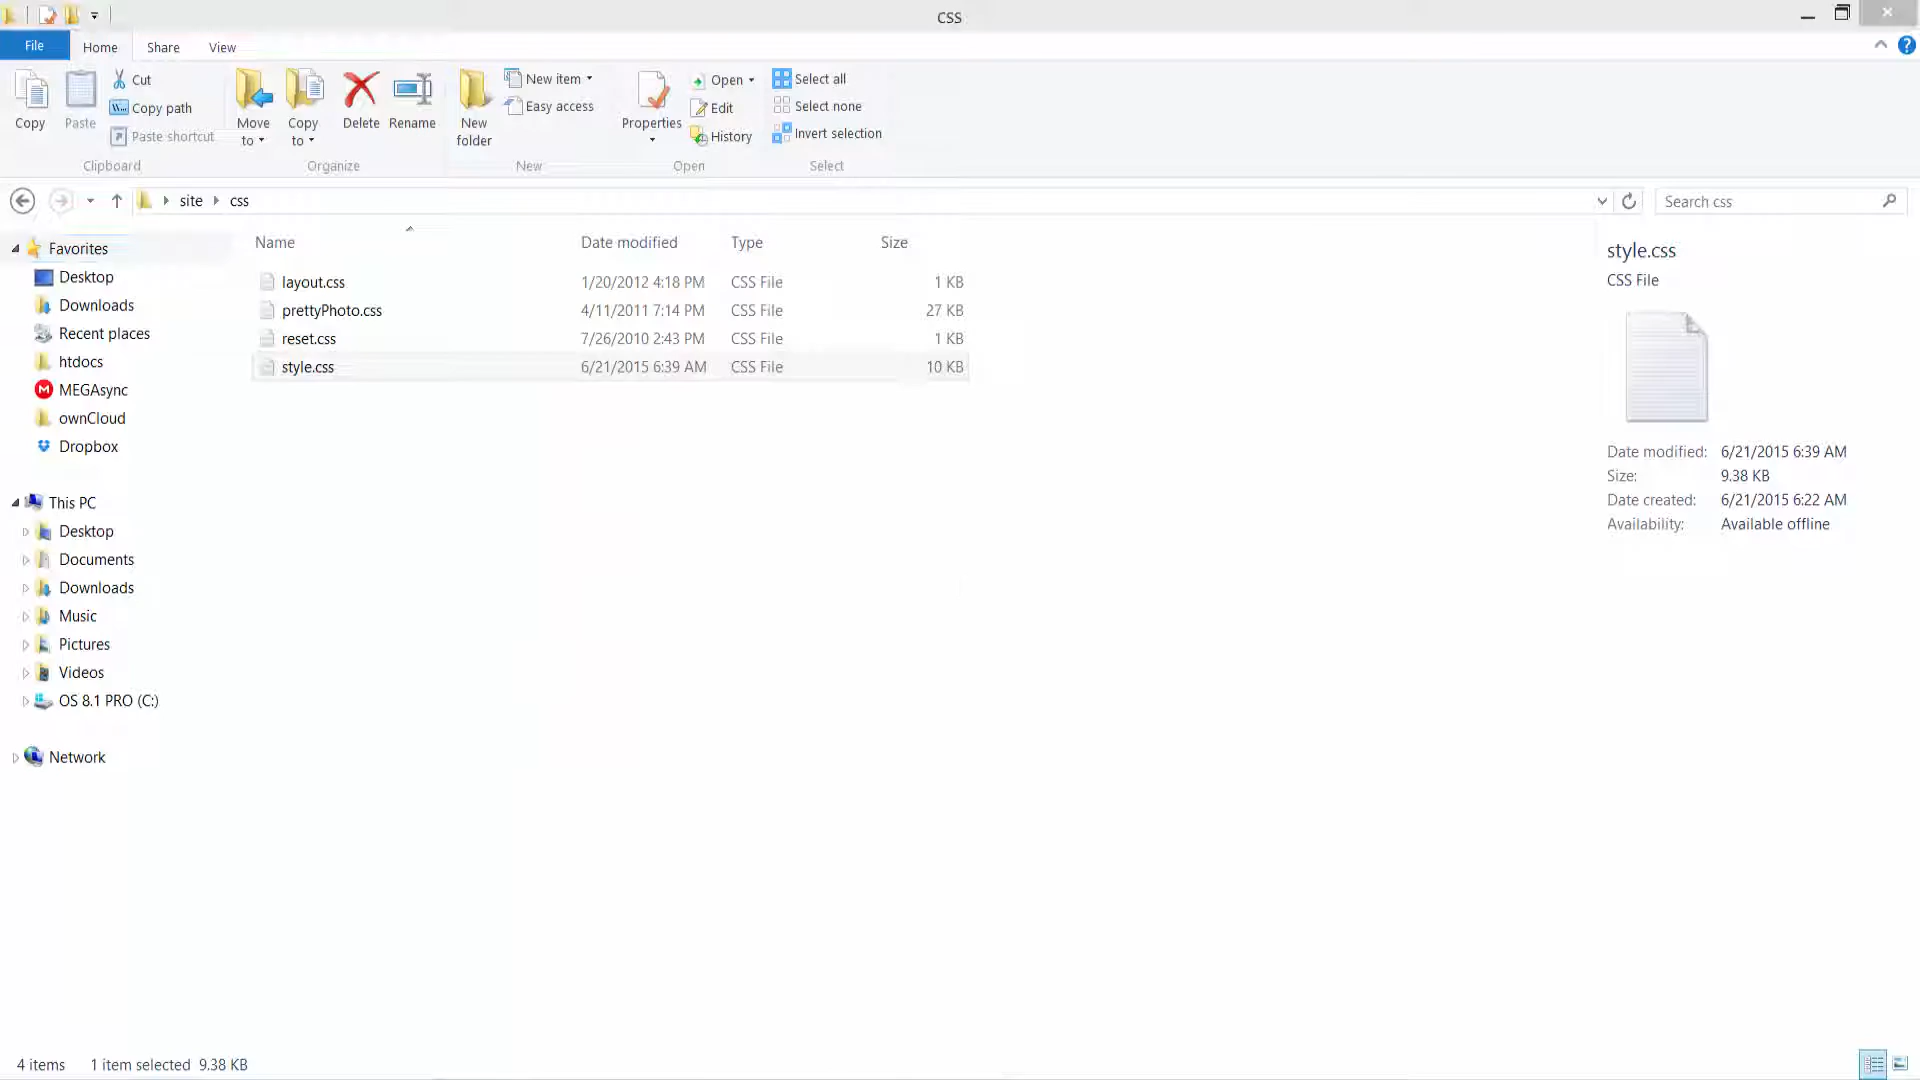 CSS
File Home Share View
Copy
Paste
Cut
Copy path
Paste shortcut
Clipboard
Move to
Copy to
Delete
Rename
Organize
New folder
New item
Easy access
New
Properties
Open
Edit
History
Open
Select all
Select none
Invert selection
Select
site css
Search css
Favorites
Desktop
Downloads
Recent places
htdocs
MEGAsync
ownCloud
Dropbox
This PC
Desktop
Documents
Downloads
Music
Pictures
Videos
OS 8.1 PRO (C:)
Network
Name Date modified Type Size
layout.css 1/20/2012 4:18 PM CSS File 1 KB
prettyPhoto.css 4/11/2011 7:14 PM CSS File 27 KB
reset.css 7/26/2010 2:43 PM CSS File 1 KB
style.css 6/21/2015 6:39 AM CSS File 10 KB
style.css
CSS File
Date modified: 6/21/2015 6:39 AM
Size: 9.38 KB
Date created: 6/21/2015 6:22 AM
Availability: Available offline
4 items 1 item selected 9.38 KB